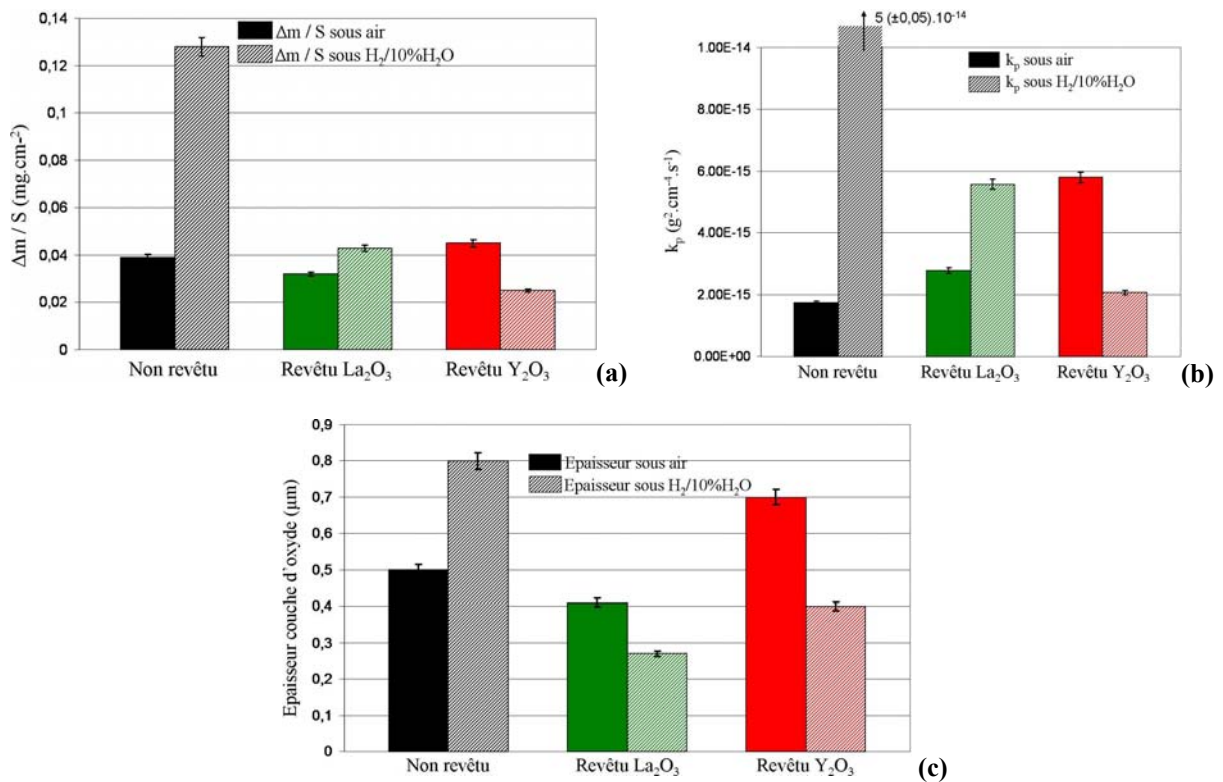 0,14
0,12
0,1
0,08
0,06
0,04
0,02
0
Δm / S (mg.cm-²)
Δm / S sous air
Δm / S sous H₂/10%H₂O
Non revêtu
Revêtu La₂O₃
Revêtu Y₂O₃
(a)
5 (±0,05).10⁻¹⁴
1.00E-14
8.00E-15
6.00E-15
4.00E-15
2.00E-15
0.00E+00
kₚ (g².cm⁻⁴.s⁻¹)
kₚ sous air
kₚ sous H₂/10%H₂O
Non revêtu
Revêtu La₂O₃
Revêtu Y₂O₃
(b)
0,9
0,8
0,7
0,6
0,5
0,4
0,3
0,2
0,1
0
Epaisseur couche d'oxyde (µm)
Epaisseur sous air
Epaisseur sous H₂/10%H₂O
Non revêtu
Revêtu La₂O₃
Revêtu Y₂O₃
(c)